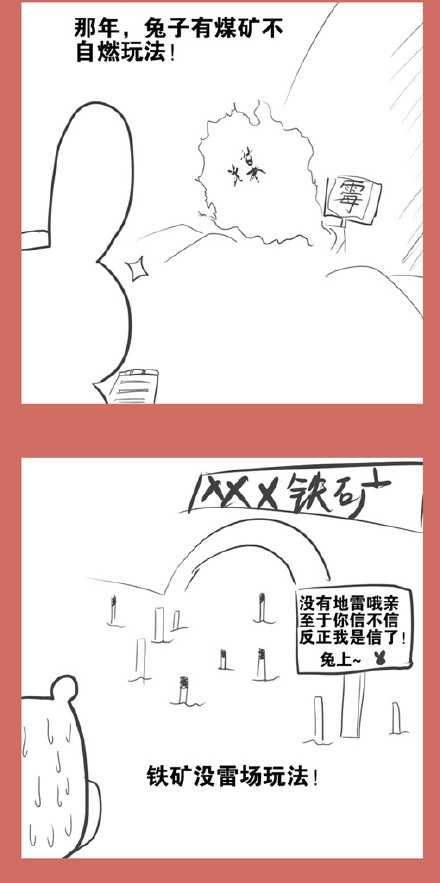 那年，兔子有煤矿不
自燃玩法！
霉
XXX铁矿
没有地雷哦亲
至于你信不信
反正我是信了！
兔上~
铁矿没雷场玩法！